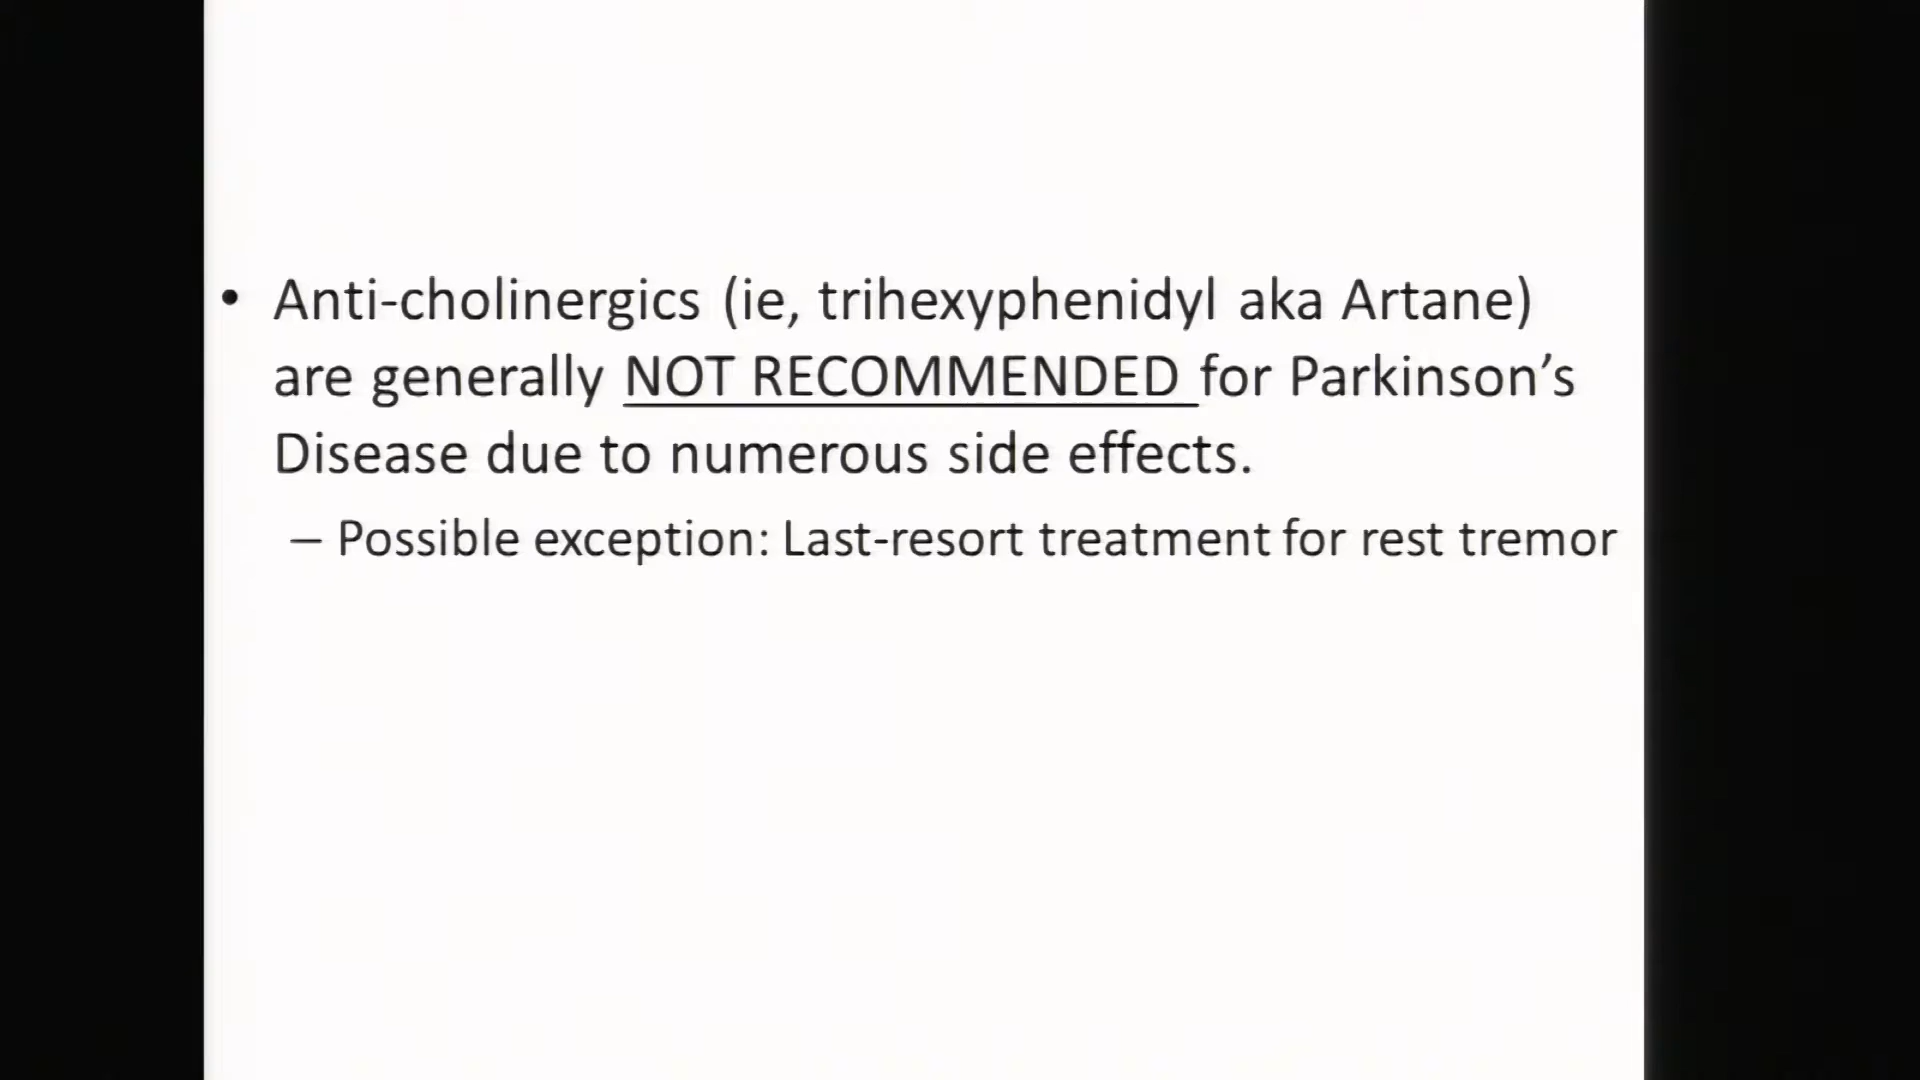 • Anti-cholinergics (ie, trihexyphenidyl aka Artane)
are generally NOT RECOMMENDED for Parkinson’s
Disease due to numerous side effects.
– Possible exception: Last-resort treatment for rest tremor